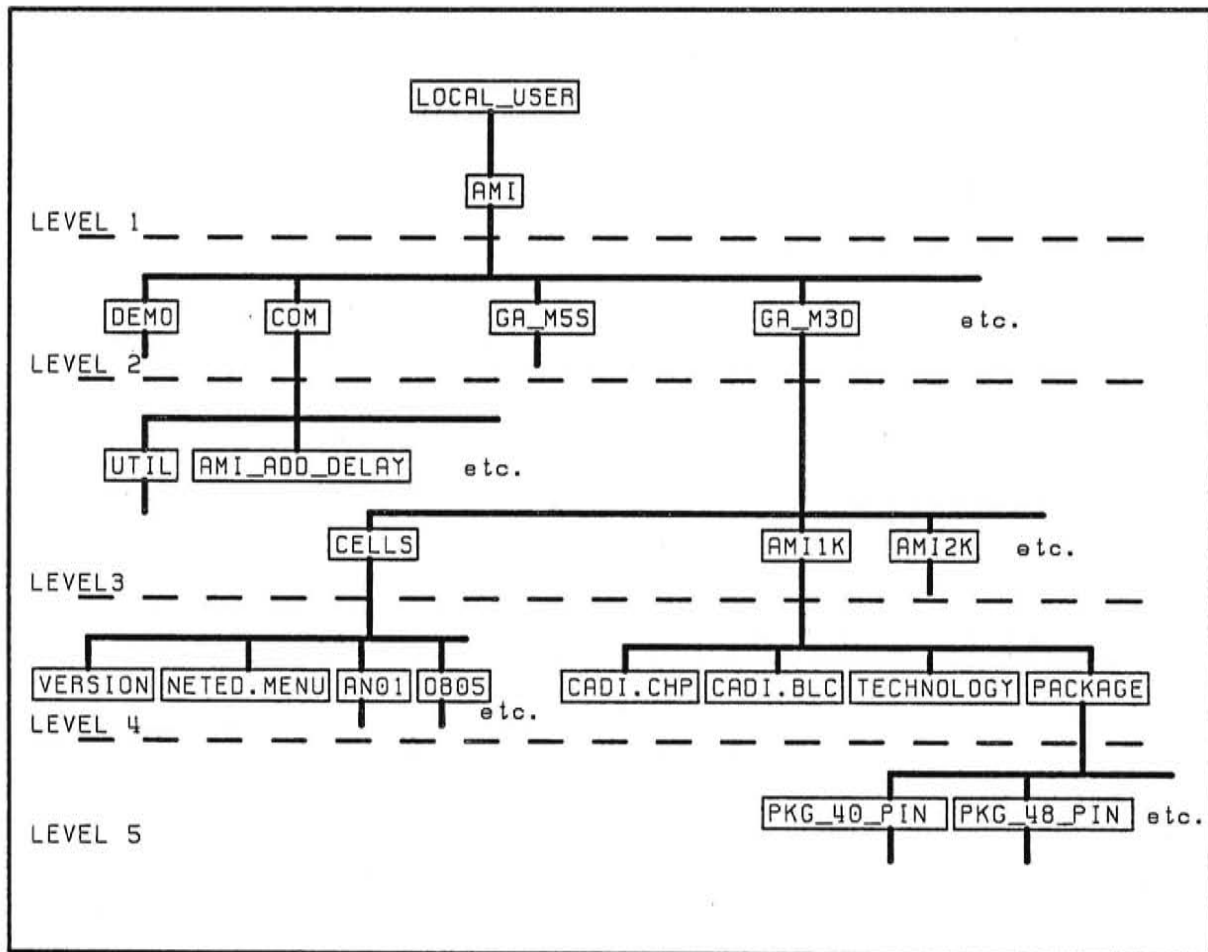 LOCAL_USER
AMI
LEVEL 1
DEMO COM GA_M5S GA_M3D etc.
LEVEL 2
UTIL AMI_ADD_DELAY etc.
CELLS AMI1K AMI2K etc.
LEVEL3
VERSION NETED.MENU AN01 OB05 etc. CADI.CHP CADI.BLC TECHNOLOGY PACKAGE
LEVEL 4
PKG_40_PIN PKG_48_PIN etc.
LEVEL 5